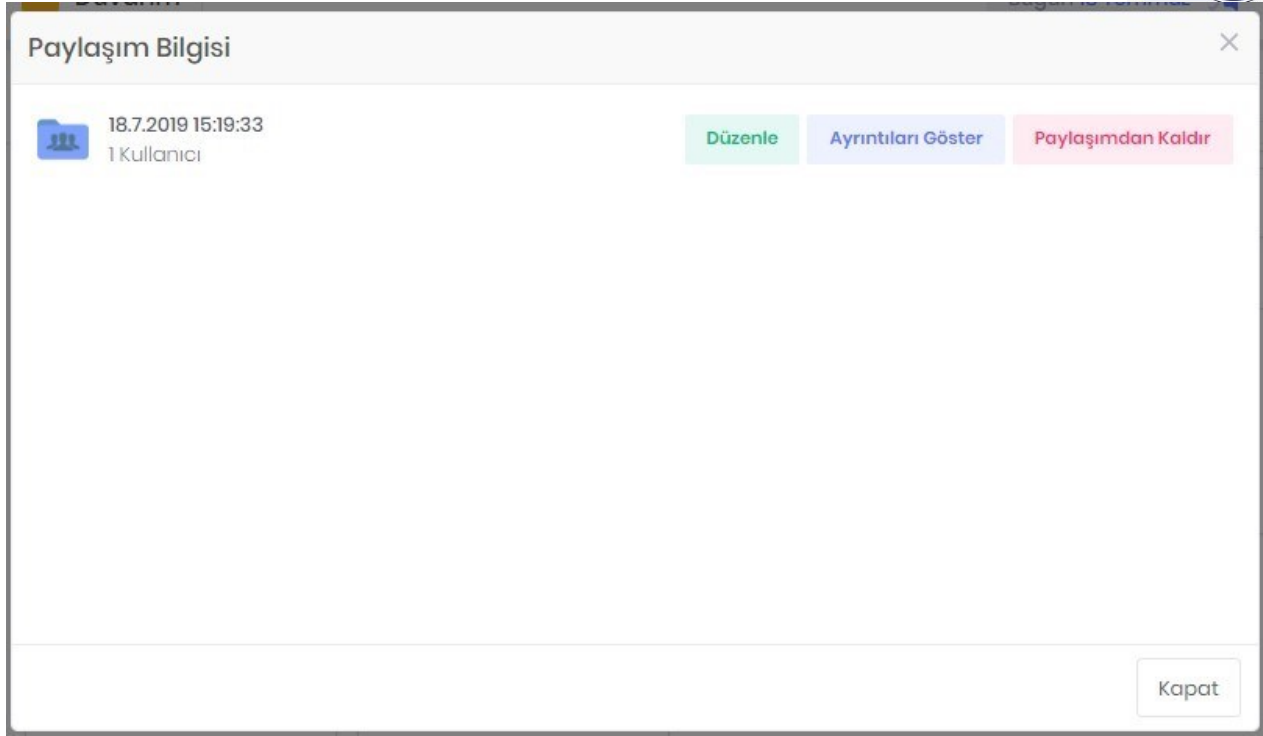 Paylaşım Bilgisi
18.7.2019 15:19:33
1 Kullanıcı
Düzenle
Ayrıntıları Göster
Paylaşımdan Kaldır
Kapat